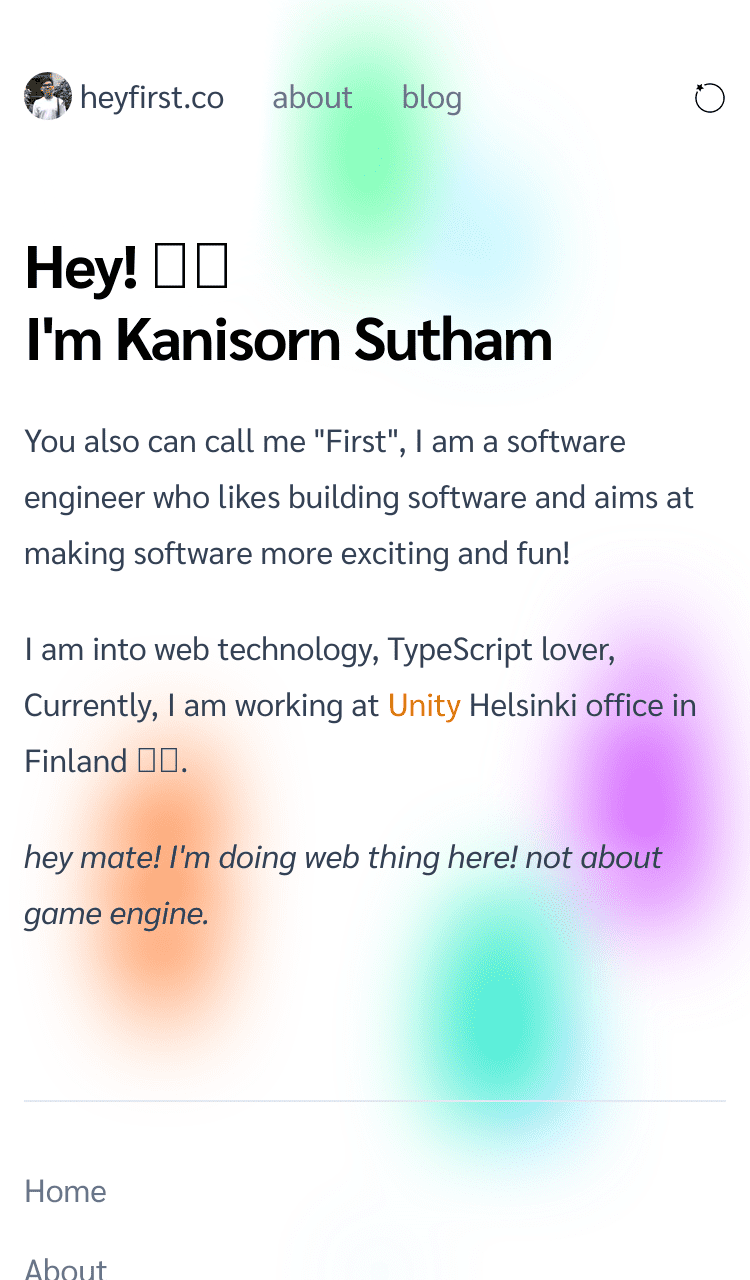 heyfirst.co about blog
Hey! 
I'm Kanisorn Sutham
You also can call me "First", I am a software
engineer who likes building software and aims at
making software more exciting and fun!
I am into web technology, TypeScript lover,
Currently, I am working at Unity Helsinki office in
Finland .
hey mate! I'm doing web thing here! not about
game engine.
Home
About